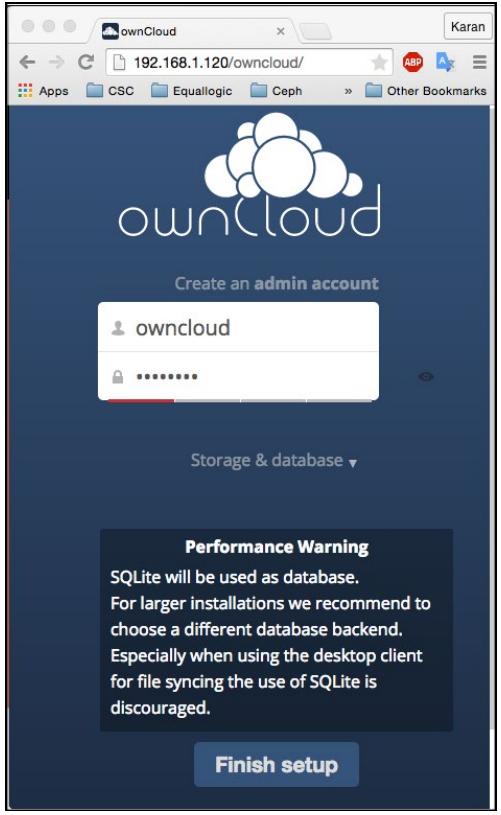 ownCloud
Karan
192.168.1.120/owncloud/
ABP
Apps CSC Equallogic Ceph » Other Bookmarks
ownCloud
Create an admin account
owncloud
••••••••
Storage & database ▾
Performance Warning
SQLite will be used as database.
For larger installations we recommend to
choose a different database backend.
Especially when using the desktop client
for file syncing the use of SQLite is
discouraged.
Finish setup